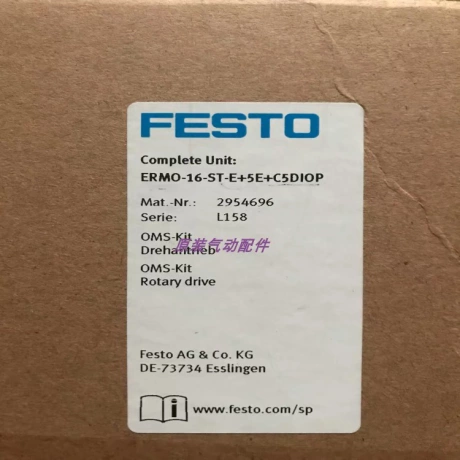 FESTO
Complete Unit:
ERMO-16-ST-E+5E+C5DIOP
Mat.-Nr.: 2954696
Serie: L158
OMS-Kit
Drehantrieb
原装气动配件
OMS-Kit
Rotary drive
Festo AG & Co. KG
DE-73734 Esslingen
i www.festo.com/sp